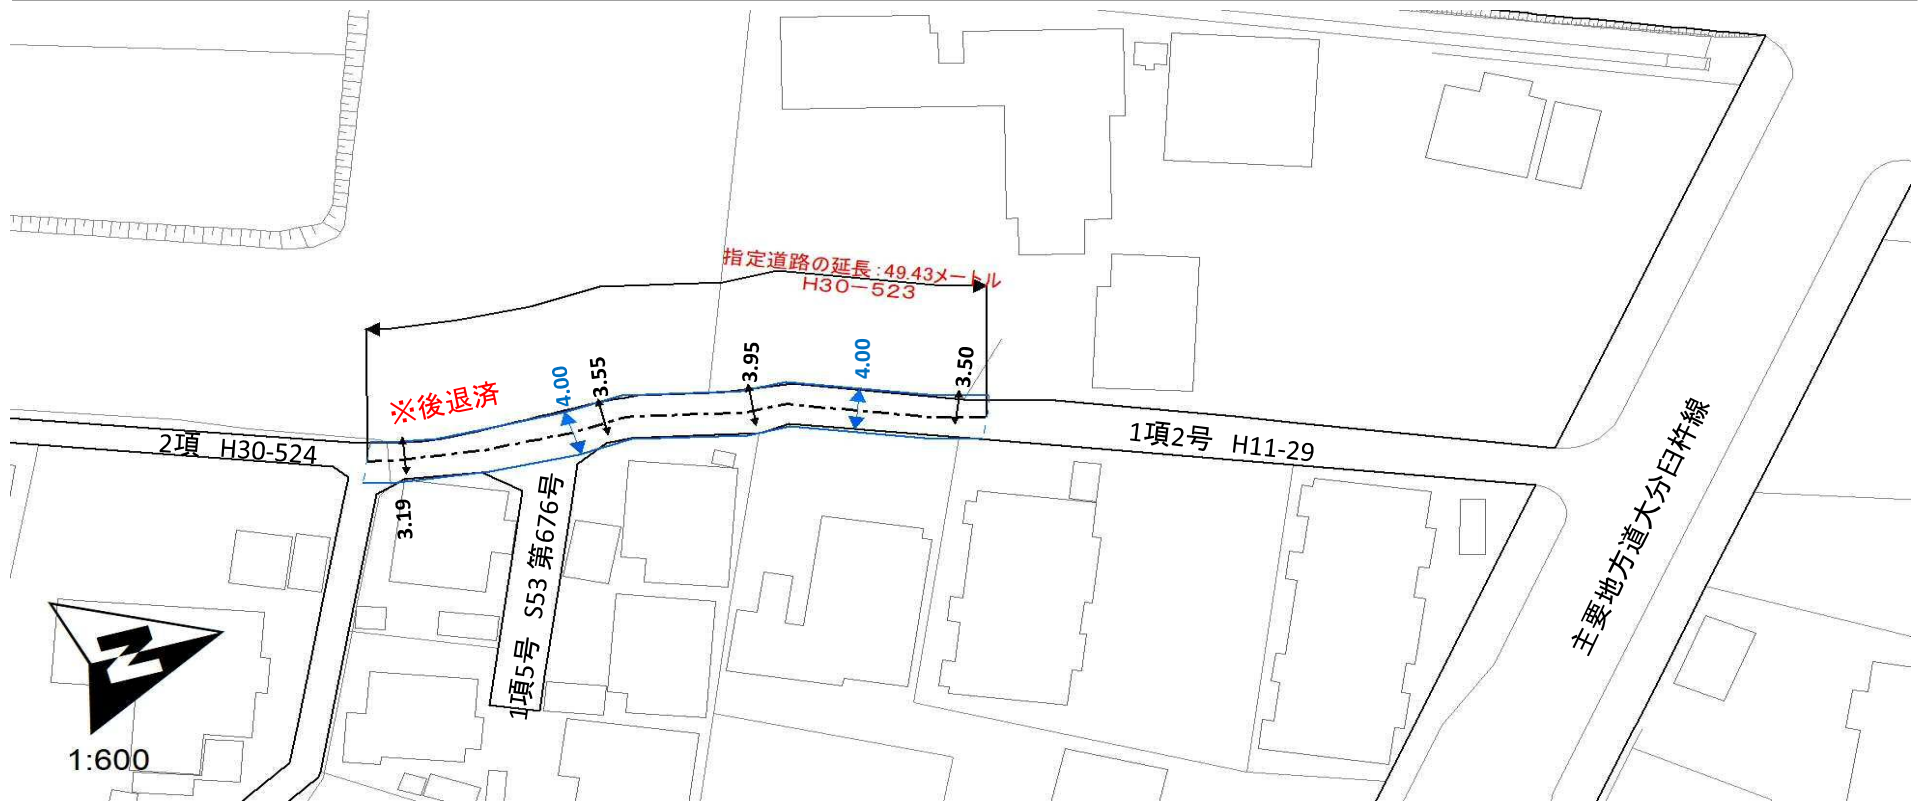 指定道路の延長：49.43メートル
H30－523
※後退済
4.00
3.55
3.95
4.00
3.50
3.19
2項 H30-524
1項2号 H11-29
1項5号 S53 第676号
主要地方道大分臼杵線
N
1:600